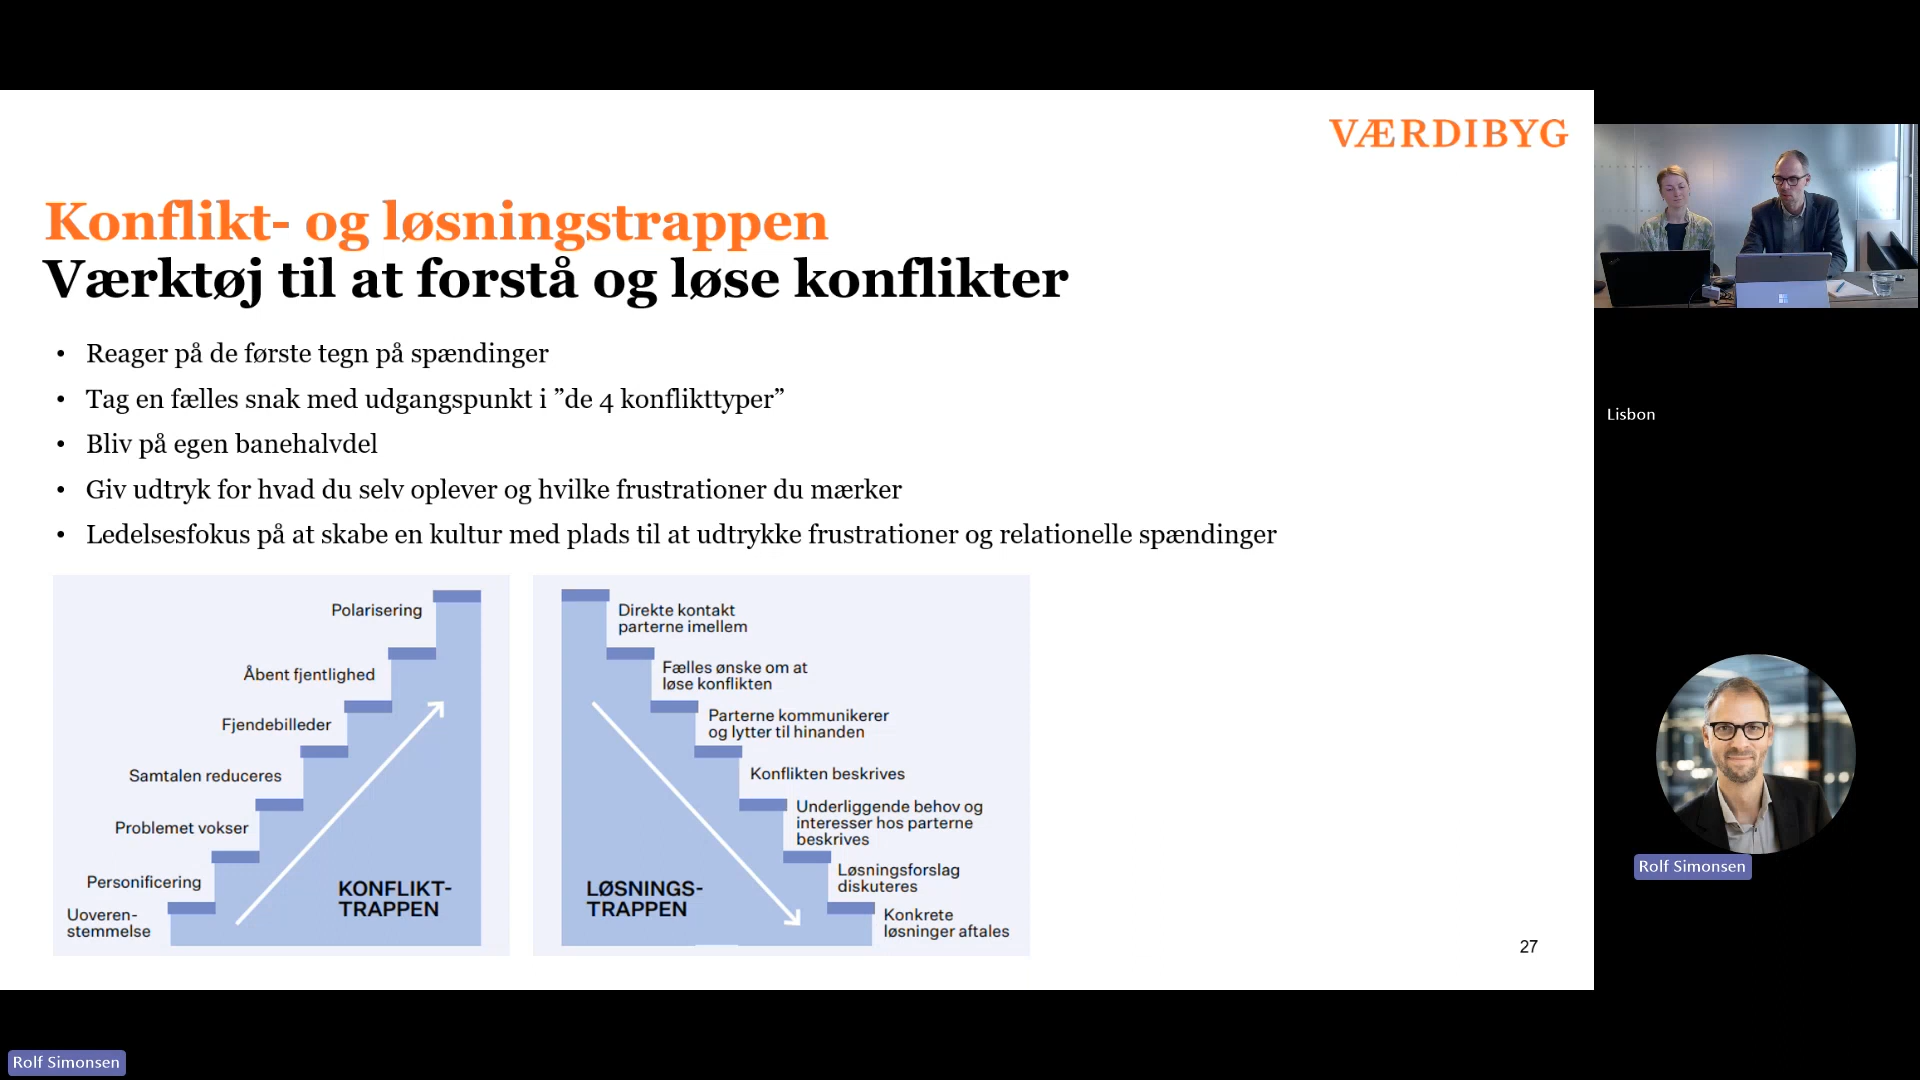 VÆRDIBYG
Konflikt- og løsningstrappen
Værktøj til at forstå og løse konflikter
• Reager på de første tegn på spændinger
• Tag en fælles snak med udgangspunkt i ”de 4 konflikttyper”
• Bliv på egen banehalvdel
• Giv udtryk for hvad du selv oplever og hvilke frustrationer du mærker
• Ledelsesfokus på at skabe en kultur med plads til at udtrykke frustrationer og relationelle spændinger
Polarisering
Åbent fjentlighed
Fjendebilleder
Samtalen reduceres
Problemet vokser
Personificering
Uoveren-
stemmelse
KONFLIKT-
TRAPPEN
Direkte kontakt
parterne imellem
Fælles ønske om at
løse konflikten
Parterne kommunikerer
og lytter til hinanden
Konflikten beskrives
Underliggende behov og
interesser hos parterne
beskrives
Løsningsforslag
diskuteres
Konkrete
løsninger aftales
LØSNINGS-
TRAPPEN
27
Lisbon
Rolf Simonsen
Rolf Simonsen